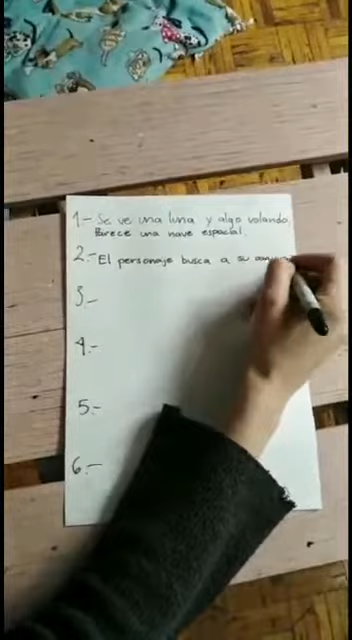 1.- Se ve una luna y algo volando.
Parece una nave espacial.
2.- El personaje busca a su
3.-
4.-
5.-
6.-